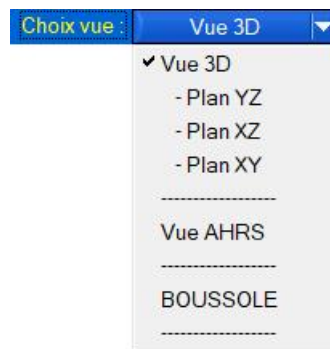 Choix vue : Vue 3D
✔ Vue 3D
- Plan YZ
- Plan XZ
- Plan XY
------------------
Vue AHRS
------------------
BOUSSOLE
------------------